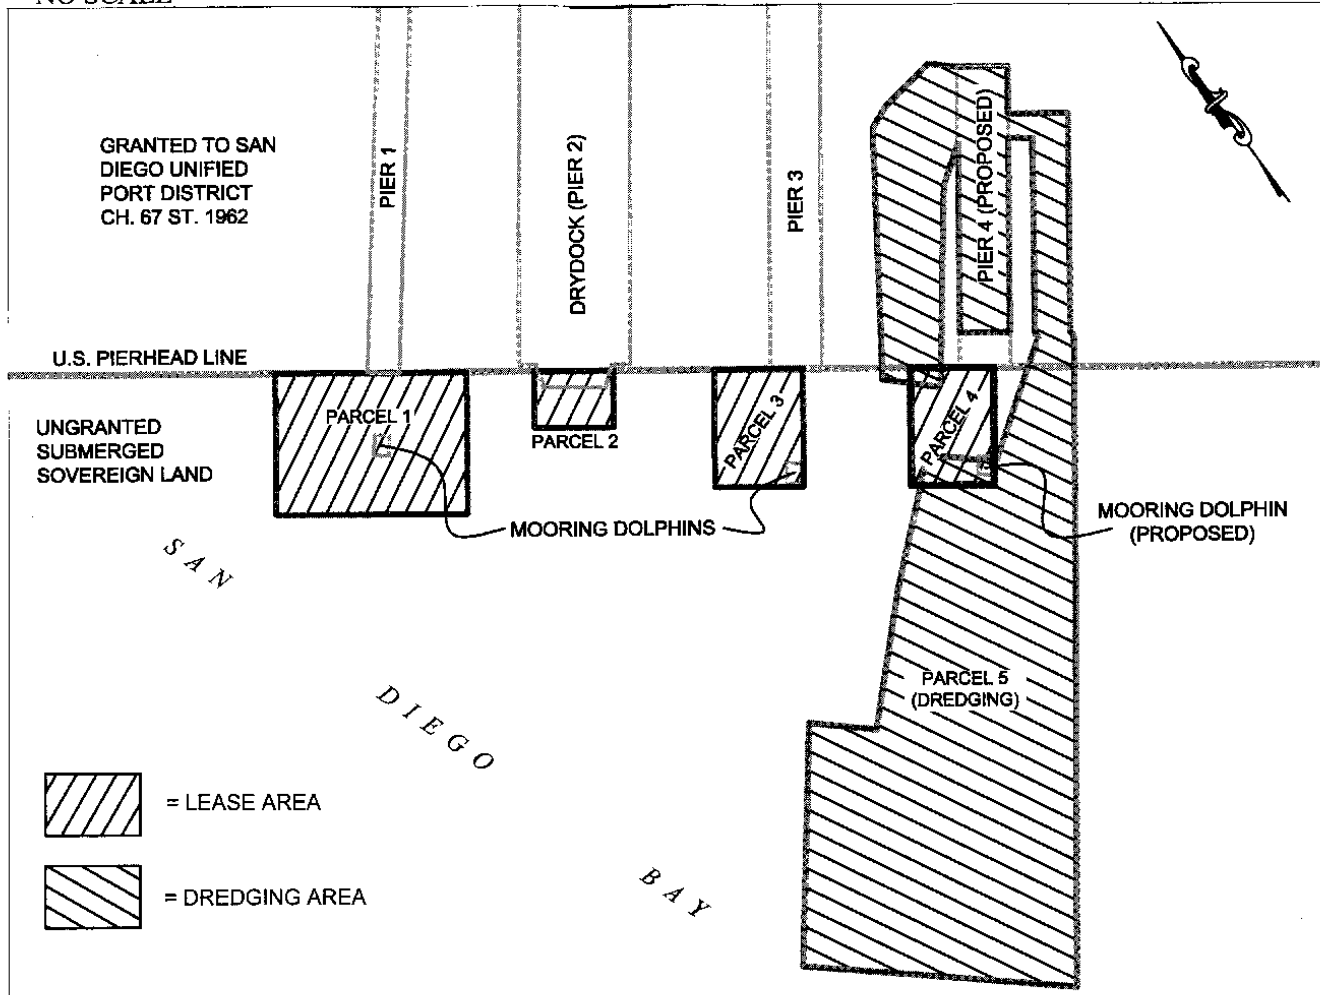 NO SCALE
GRANTED TO SAN
DIEGO UNIFIED
PORT DISTRICT
CH. 67 ST. 1962
PIER 1
DRYDOCK (PIER 2)
PIER 3
PIER 4 (PROPOSED)
U.S. PIERHEAD LINE
UNGRANTED
SUBMERGED
SOVEREIGN LAND
PARCEL 1
PARCEL 2
PARCEL 3
PARCEL 4
MOORING DOLPHINS
MOORING DOLPHIN
(PROPOSED)
SAN
DIEGO
BAY
PARCEL 5
(DREDGING)
= LEASE AREA
= DREDGING AREA